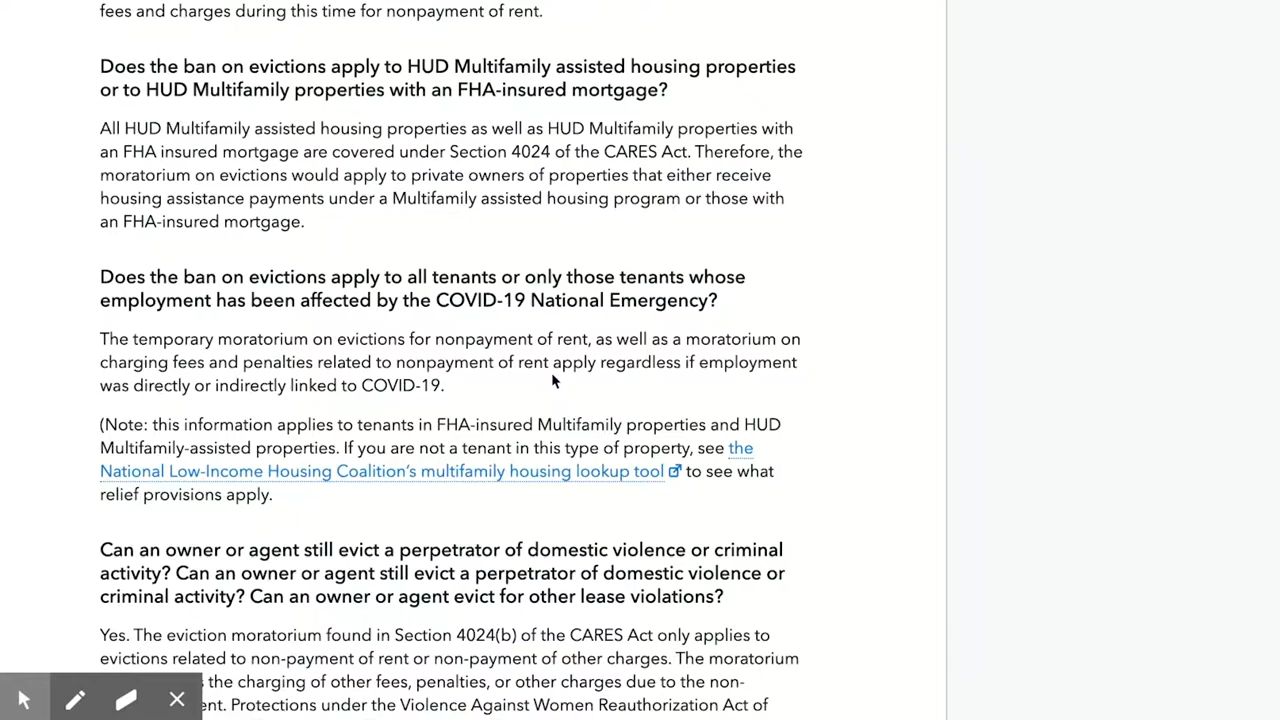 fees and charges during this time for nonpayment of rent.
Does the ban on evictions apply to HUD Multifamily assisted housing properties
or to HUD Multifamily properties with an FHA-insured mortgage?
All HUD Multifamily assisted housing properties as well as HUD Multifamily properties with
an FHA insured mortgage are covered under Section 4024 of the CARES Act. Therefore, the
moratorium on evictions would apply to private owners of properties that either receive
housing assistance payments under a Multifamily assisted housing program or those with
an FHA-insured mortgage.
Does the ban on evictions apply to all tenants or only those tenants whose
employment has been affected by the COVID-19 National Emergency?
The temporary moratorium on evictions for nonpayment of rent, as well as a moratorium on
charging fees and penalties related to nonpayment of rent apply regardless if employment
was directly or indirectly linked to COVID-19.
(Note: this information applies to tenants in FHA-insured Multifamily properties and HUD
Multifamily-assisted properties. If you are not a tenant in this type of property, see the
National Low-Income Housing Coalition’s multifamily housing lookup tool to see what
relief provisions apply.
Can an owner or agent still evict a perpetrator of domestic violence or criminal
activity? Can an owner or agent still evict a perpetrator of domestic violence or
criminal activity? Can an owner or agent evict for other lease violations?
Yes. The eviction moratorium found in Section 4024(b) of the CARES Act only applies to
evictions related to non-payment of rent or non-payment of other charges. The moratorium
the charging of other fees, penalties, or other charges due to the non-
Protections under the Violence Against Women Reauthorization Act of